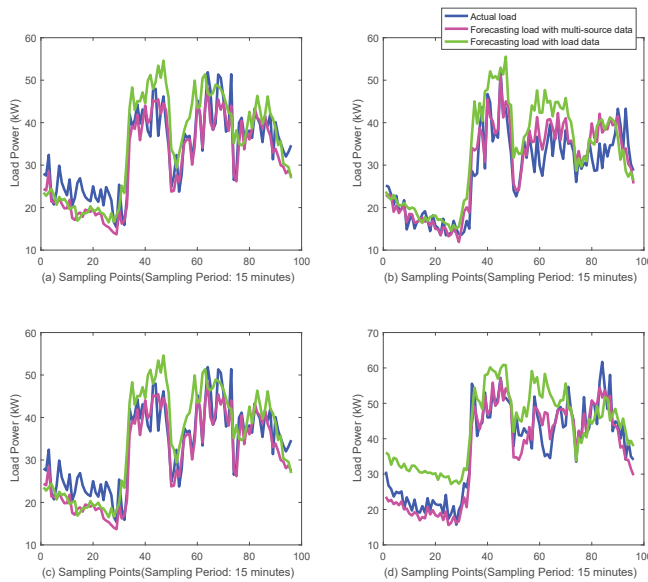 Actual load
Forecasting load with multi-source data
Forecasting load with load data
60
50
40
30
20
10
Load Power (kW)
0 20 40 60 80 100
(a) Sampling Points(Sampling Period: 15 minutes)
60
50
40
30
20
10
Load Power (kW)
0 20 40 60 80 100
(b) Sampling Points(Sampling Period: 15 minutes)
60
50
40
30
20
10
Load Power (kW)
0 20 40 60 80 100
(c) Sampling Points(Sampling Period: 15 minutes)
70
60
50
40
30
20
10
Load Power (kW)
0 20 40 60 80 100
(d) Sampling Points(Sampling Period: 15 minutes)